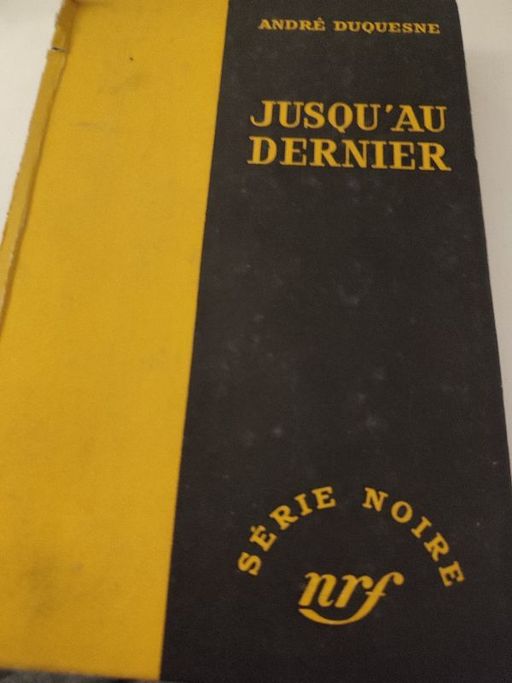 ANDRÉ DUQUESNE
JUSQU'AU
DERNIER
SÉRIE NOIRE
nrf